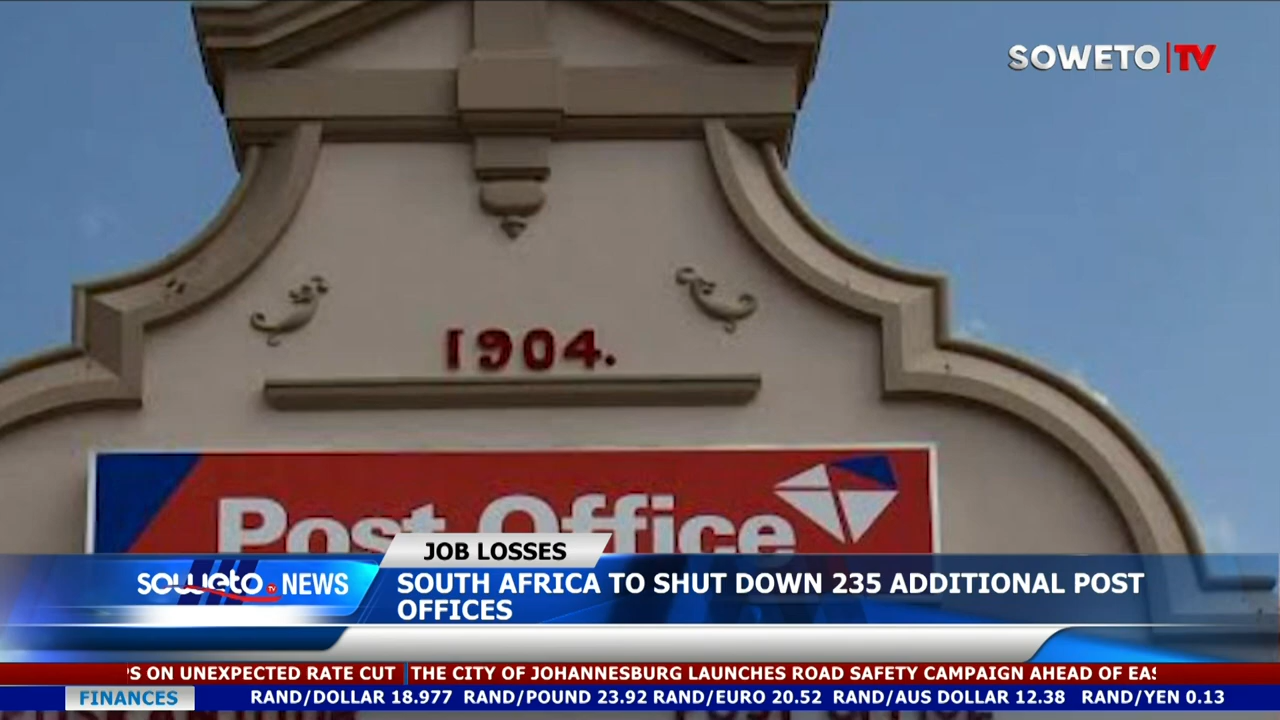 SOWETO TV
1904.
Post Office
JOB LOSSES
soweto tv NEWS
SOUTH AFRICA TO SHUT DOWN 235 ADDITIONAL POST
OFFICES
ON UNEXPECTED RATE CUT THE CITY OF JOHANNESBURG LAUNCHES ROAD SAFETY CAMPAIGN AHEAD OF
FINANCES RAND/DOLLAR 18.977 RAND/POUND 23.92 RAND/EURO 20.52 RAND/AUS DOLLAR 12.38 RAND/YEN 0.13